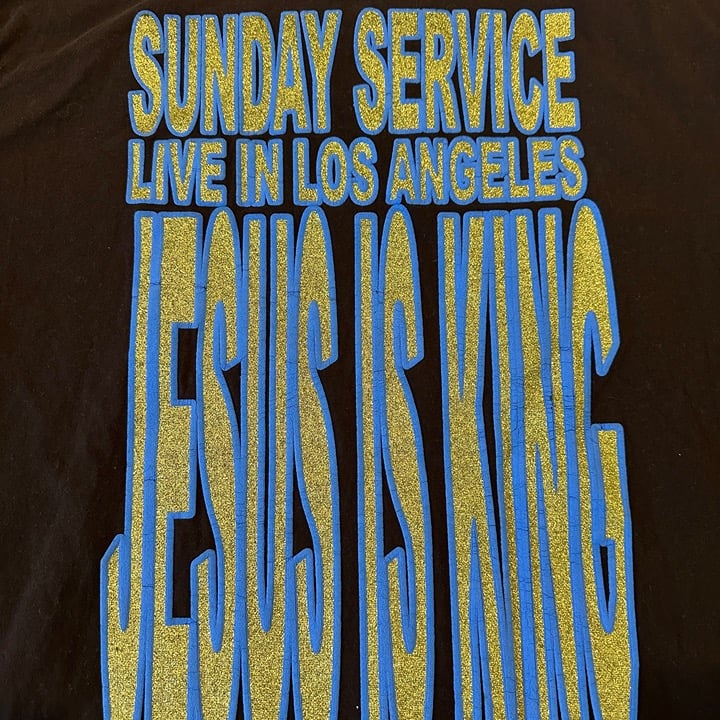 SUNDAY SERVICE
LIVE IN LOS ANGELES
JESUS IS KING